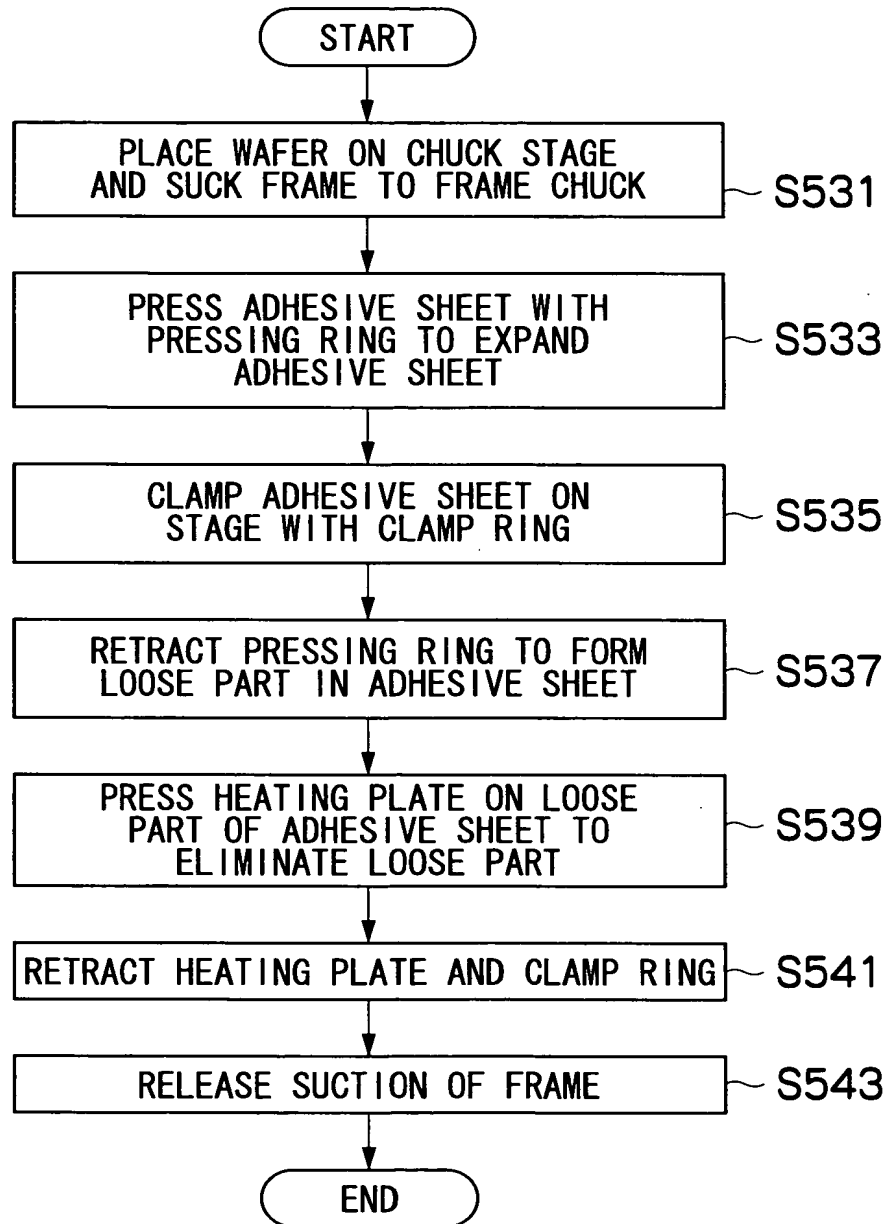 START
PLACE WAFER ON CHUCK STAGE
AND SUCK FRAME TO FRAME CHUCK
S531
PRESS ADHESIVE SHEET WITH
PRESSING RING TO EXPAND
ADHESIVE SHEET
S533
CLAMP ADHESIVE SHEET ON
STAGE WITH CLAMP RING
S535
RETRACT PRESSING RING TO FORM
LOOSE PART IN ADHESIVE SHEET
S537
PRESS HEATING PLATE ON LOOSE
PART OF ADHESIVE SHEET TO
ELIMINATE LOOSE PART
S539
RETRACT HEATING PLATE AND CLAMP RING
S541
RELEASE SUCTION OF FRAME
S543
END